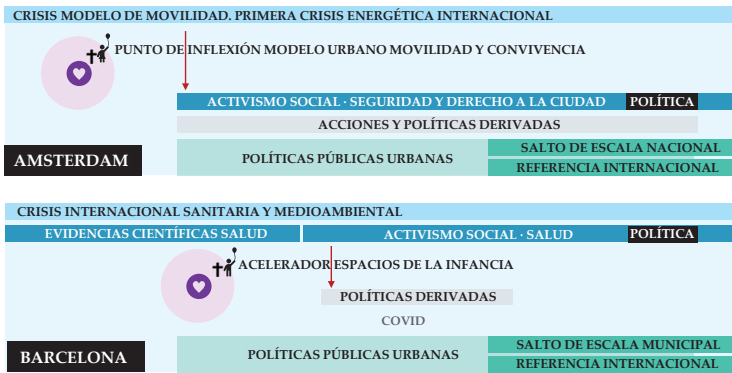 CRISIS MODELO DE MOVILIDAD. PRIMERA CRISIS ENERGÉTICA INTERNACIONAL
PUNTO DE INFLEXIÓN MODELO URBANO MOVILIDAD Y CONVIVENCIA
ACTIVISMO SOCIAL · SEGURIDAD Y DERECHO A LA CIUDAD POLÍTICA
ACCIONES Y POLÍTICAS DERIVADAS
SALTO DE ESCALA NACIONAL
AMSTERDAM POLÍTICAS PÚBLICAS URBANAS
REFERENCIA INTERNACIONAL
CRISIS INTERNACIONAL SANITARIA Y MEDIOAMBIENTAL
EVIDENCIAS CIENTÍFICAS SALUD ACTIVISMO SOCIAL · SALUD POLÍTICA
ACELERADOR ESPACIOS DE LA INFANCIA
POLÍTICAS DERIVADAS
COVID
SALTO DE ESCALA MUNICIPAL
BARCELONA POLÍTICAS PÚBLICAS URBANAS
REFERENCIA INTERNACIONAL